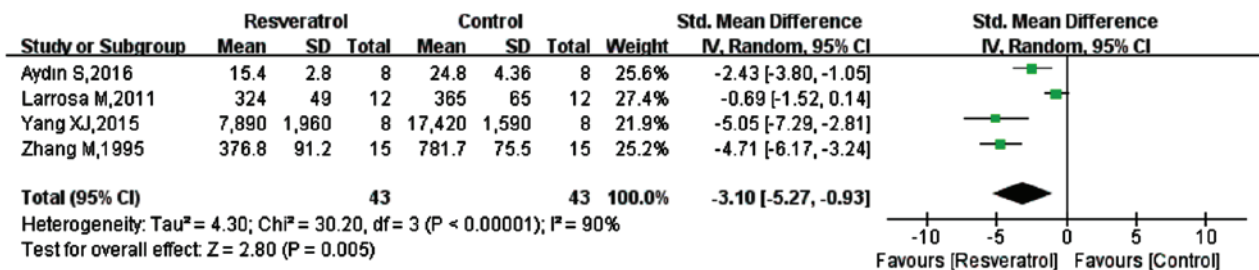 Resveratrol Control Std. Mean Difference Std. Mean Difference
Study or Subgroup Mean SD Total Mean SD Total Weight IV, Random, 95% CI IV, Random, 95% CI
Aydin S,2016 15.4 2.8 8 24.8 4.36 8 25.6% -2.43 [-3.80, -1.05]
Larrosa M,2011 324 49 12 365 65 12 27.4% -0.69 [-1.52, 0.14]
Yang XJ,2015 7,890 1,960 8 17,420 1,590 8 21.9% -5.05 [-7.29, -2.81]
Zhang M,1995 376.8 91.2 15 781.7 75.5 15 25.2% -4.71 [-6.17, -3.24]
Total (95% CI) 43 43 100.0% -3.10 [-5.27, -0.93]
Heterogeneity: Tau² = 4.30; Chi² = 30.20, df = 3 (P < 0.00001); I² = 90%
Test for overall effect: Z = 2.80 (P = 0.005)
-10 -5 0 5 10
Favours [Resveratrol] Favours [Control]